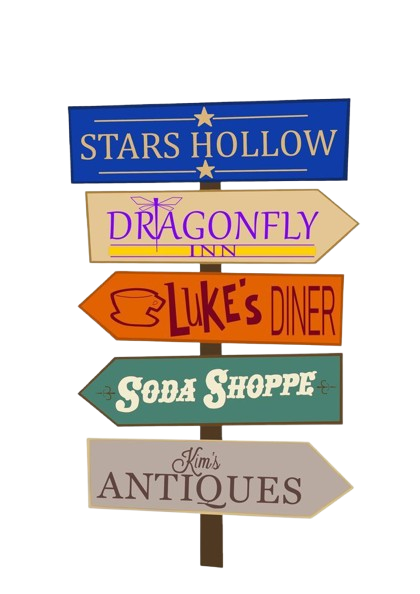 STARS HOLLOW
DRAGONFLY
INN
LUKE'S DINER
SODA SHOPPE
Kim's
ANTIQUES